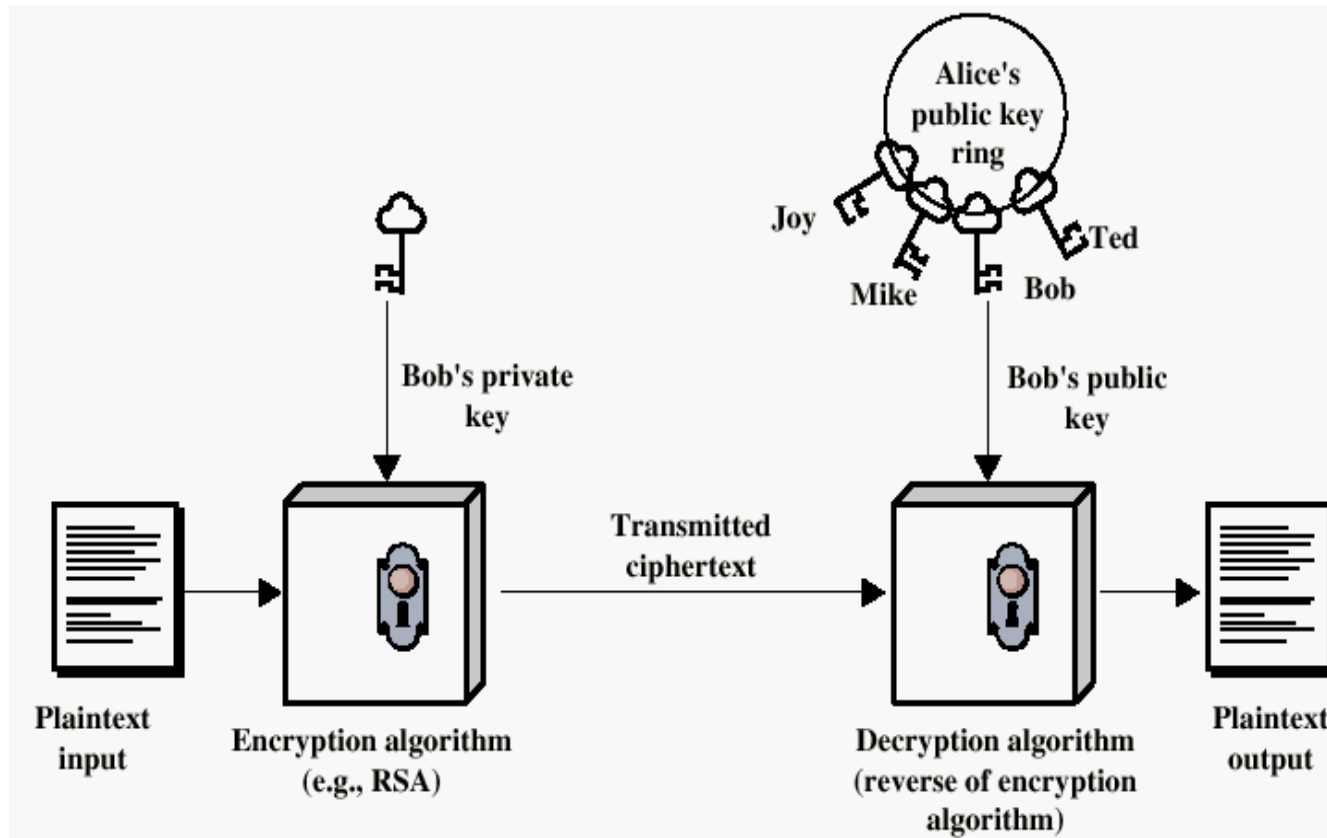 Alice's
public key
ring
Joy
Ted
Mike
Bob
Bob's private
key
Bob's public
key
Transmitted
ciphertext
Plaintext
input
Encryption algorithm
(e.g., RSA)
Decryption algorithm
(reverse of encryption
algorithm)
Plaintext
output